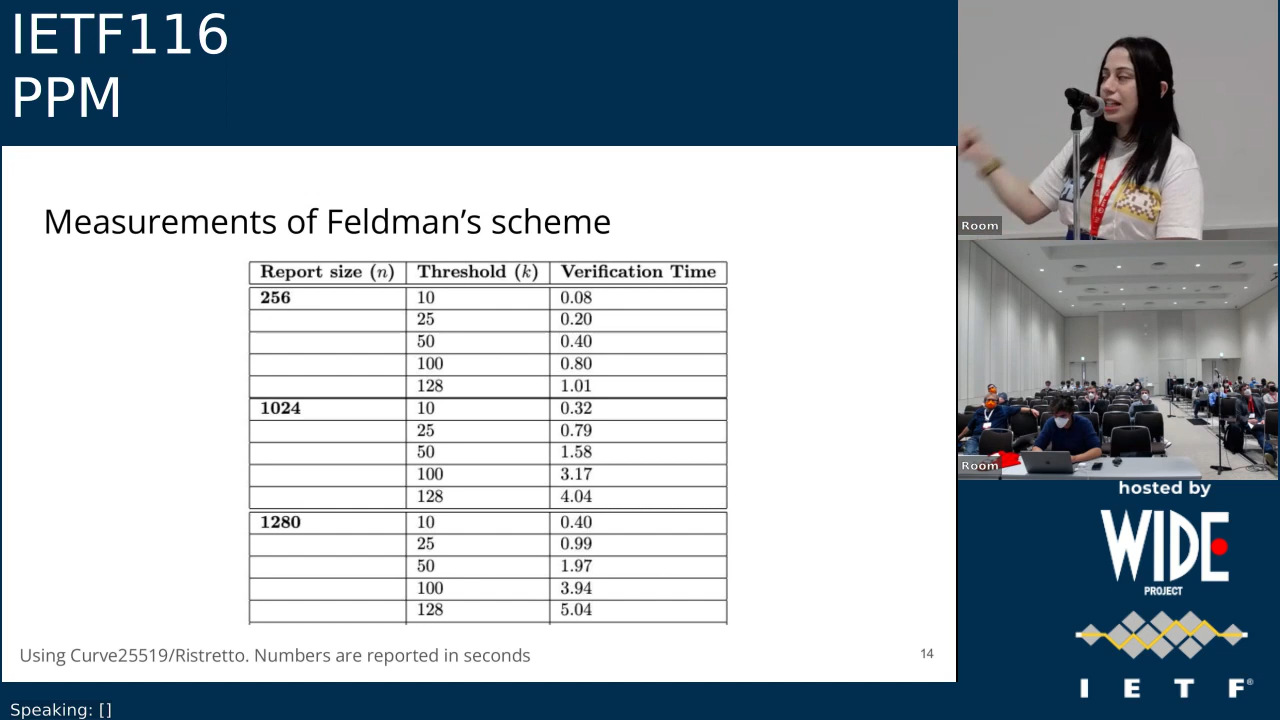 IETF116
PPM
Measurements of Feldman's scheme
Report size (n) Threshold (k) Verification Time
256 10 0.08
25 0.20
50 0.40
100 0.80
128 1.01
1024 10 0.32
25 0.79
50 1.58
100 3.17
128 4.04
1280 10 0.40
25 0.99
50 1.97
100 3.94
128 5.04
Using Curve25519/Ristretto. Numbers are reported in seconds
14
Speaking: []
Room
Room
hosted by
WIDE
PROJECT
I E T F®